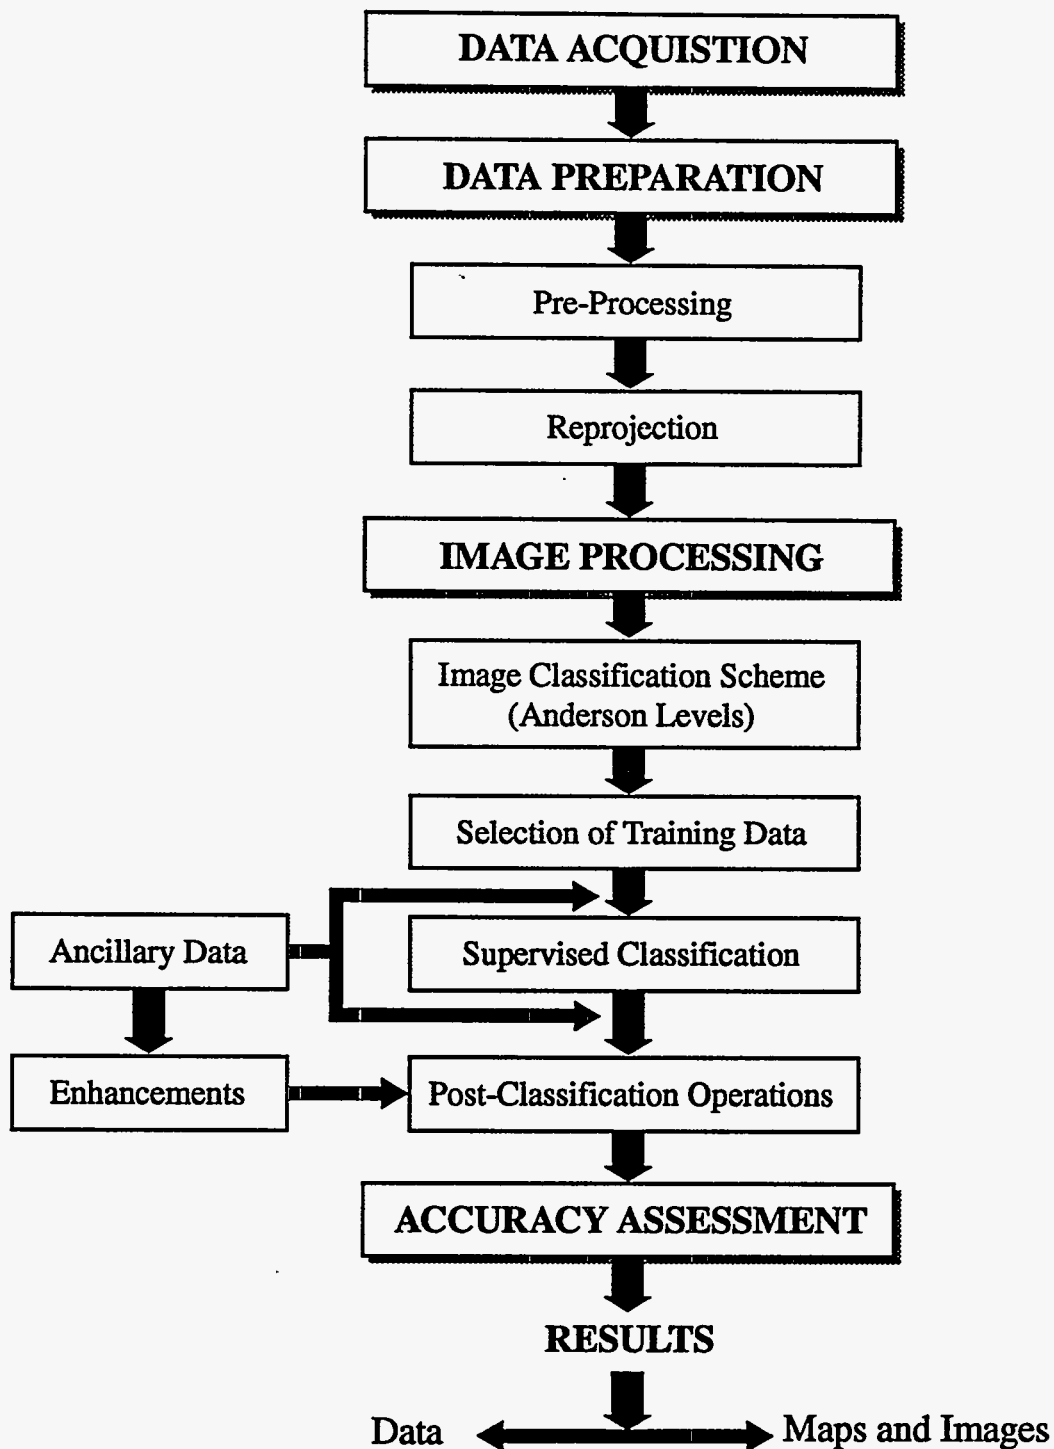 DATA ACQUISTION
DATA PREPARATION
Pre-Processing
Reprojection
IMAGE PROCESSING
Image Classification Scheme
(Anderson Levels)
Selection of Training Data
Ancillary Data
Supervised Classification
Enhancements
Post-Classification Operations
ACCURACY ASSESSMENT
RESULTS
Data
Maps and Images